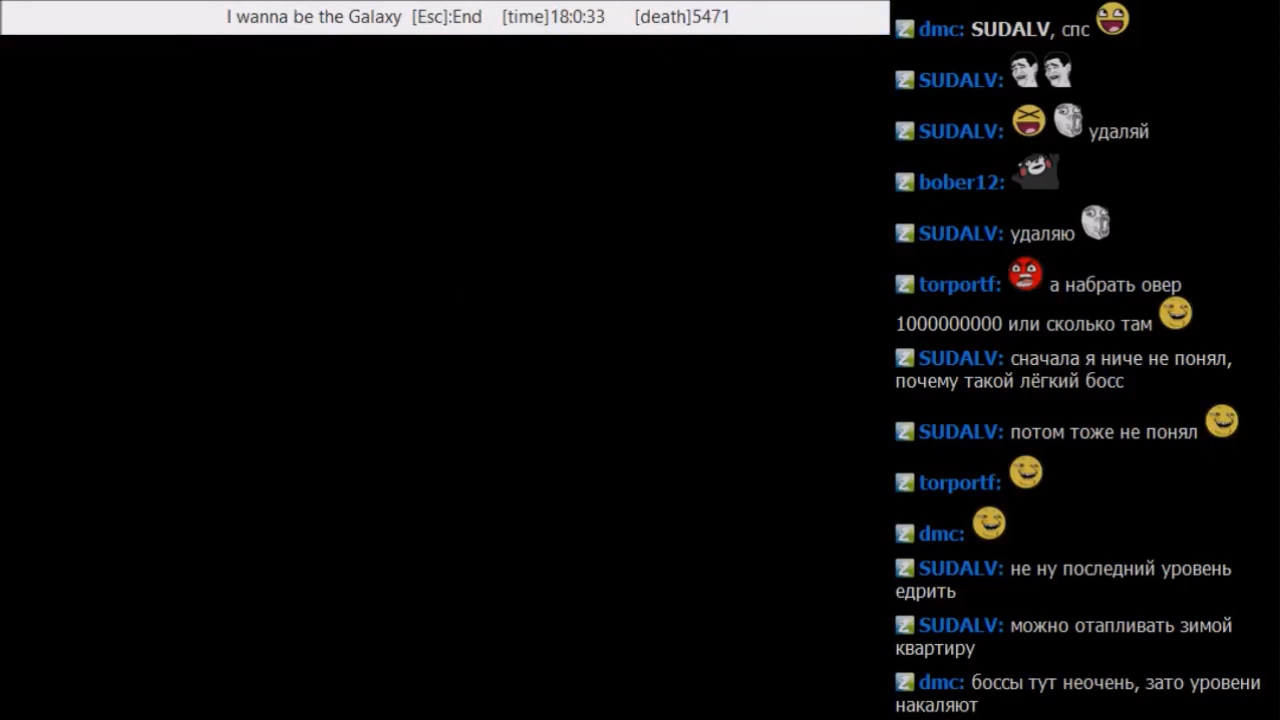 I wanna be the Galaxy [Esc]:End [time]18:0:33 [death]5471
dmc: SUDALV, спс
SUDALV:
SUDALV: удаляй
bober12:
SUDALV: удаляю
torportf: а набрать овер
1000000000 или сколько там
SUDALV: сначала я ниче не понял,
почему такой лёгкий босс
SUDALV: потом тоже не понял
torportf:
dmc:
SUDALV: не ну последний уровень
едрить
SUDALV: можно отапливать зимой
квартиру
dmc: боссы тут неочень, зато уровени
накаляют